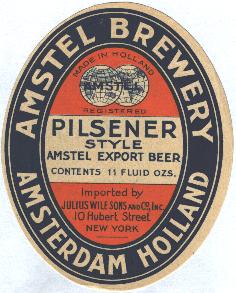 AMSTEL BREWERY
MADE IN HOLLAND
AMSTEL
REGISTERED
PILSENER
STYLE
AMSTEL EXPORT BEER
CONTENTS 11 FLUID OZS.
Imported by
JULIUS WILE SONS AND CO, INC.
10 Hubert Street
NEW YORK
AMSTERDAM HOLLAND